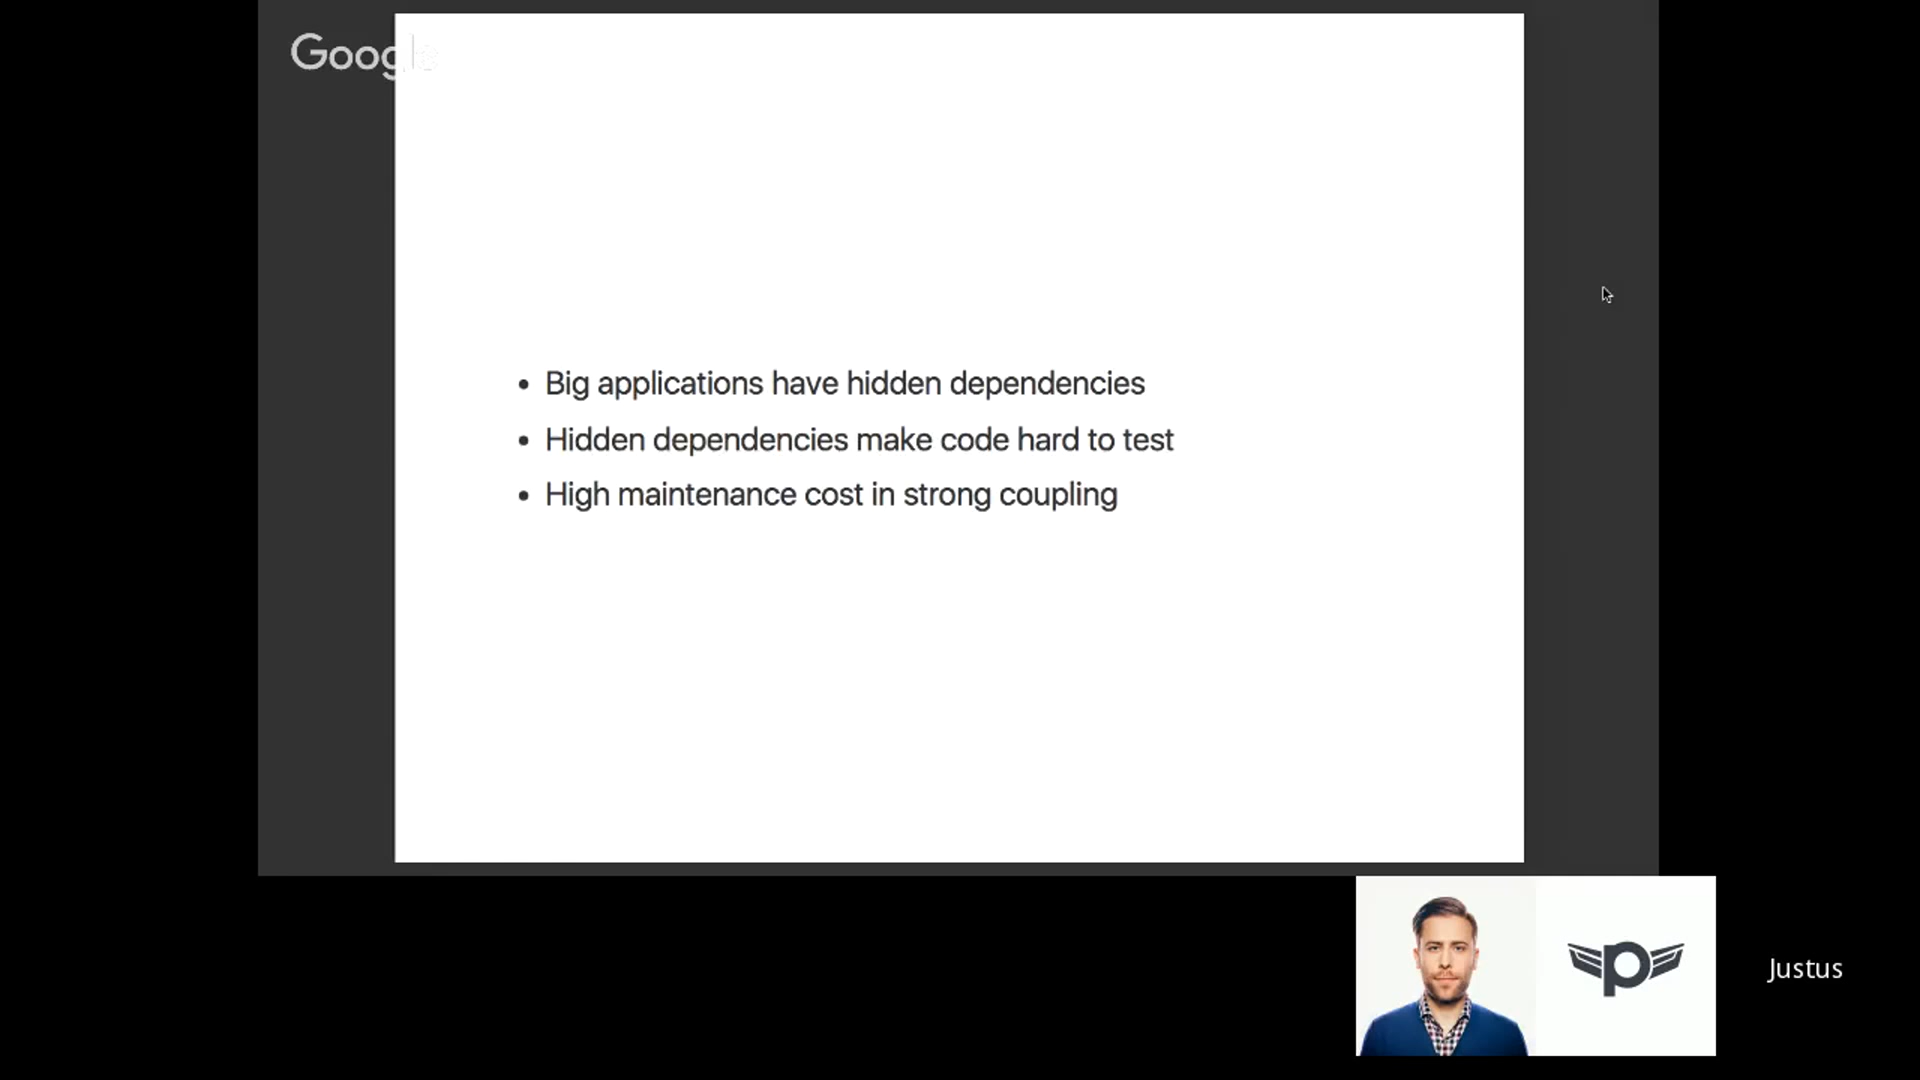 Google
• Big applications have hidden dependencies
• Hidden dependencies make code hard to test
• High maintenance cost in strong coupling
Justus